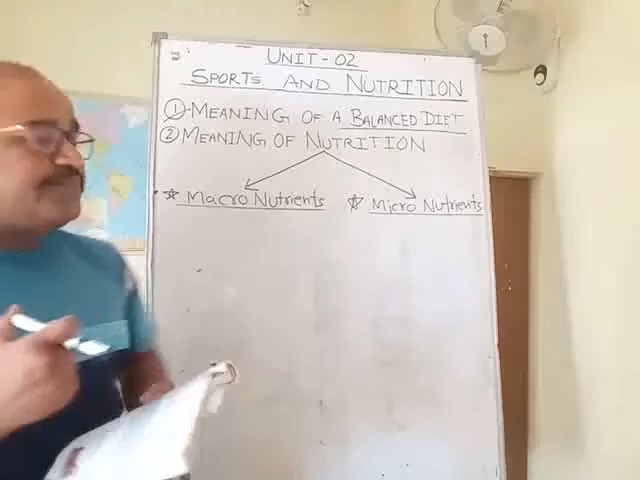 UNIT-02
SPORTS AND NUTRITION
① MEANING OF A BALANCED DIET
② MEANING OF NUTRITION
☆ Macro Nutrients ☆ Micro Nutrients